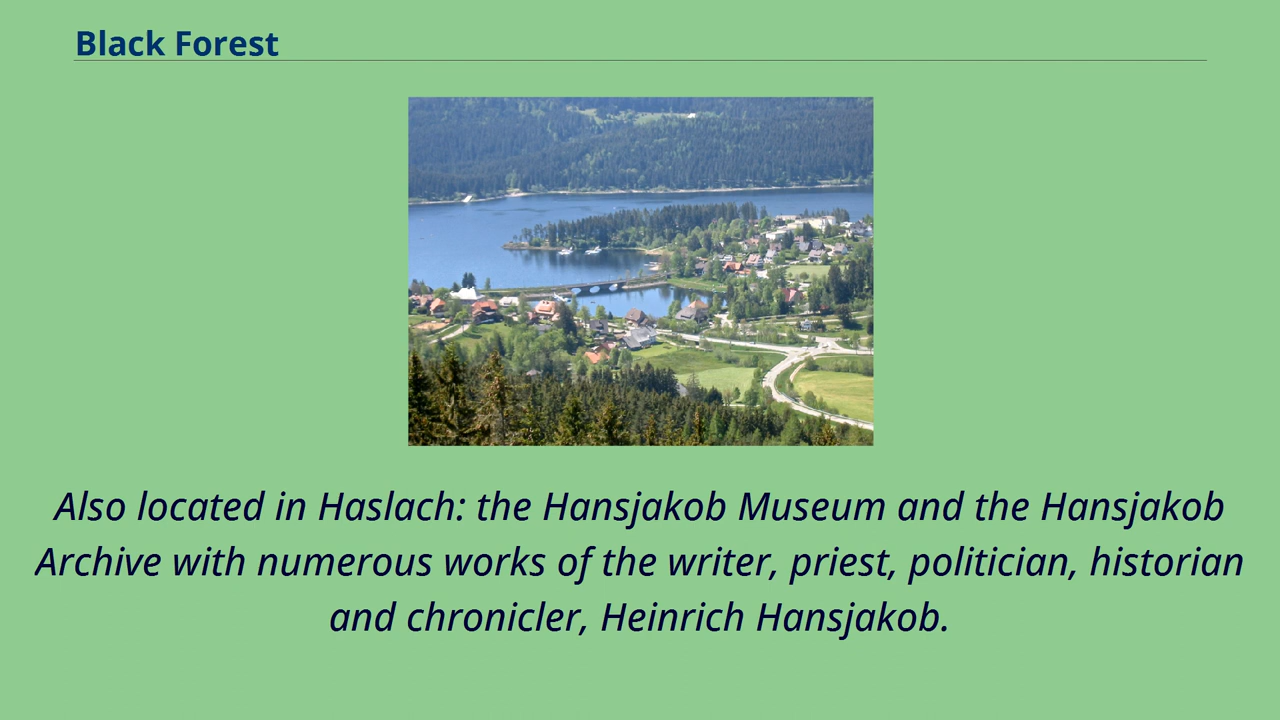 Black Forest
Also located in Haslach: the Hansjakob Museum and the Hansjakob
Archive with numerous works of the writer, priest, politician, historian
and chronicler, Heinrich Hansjakob.